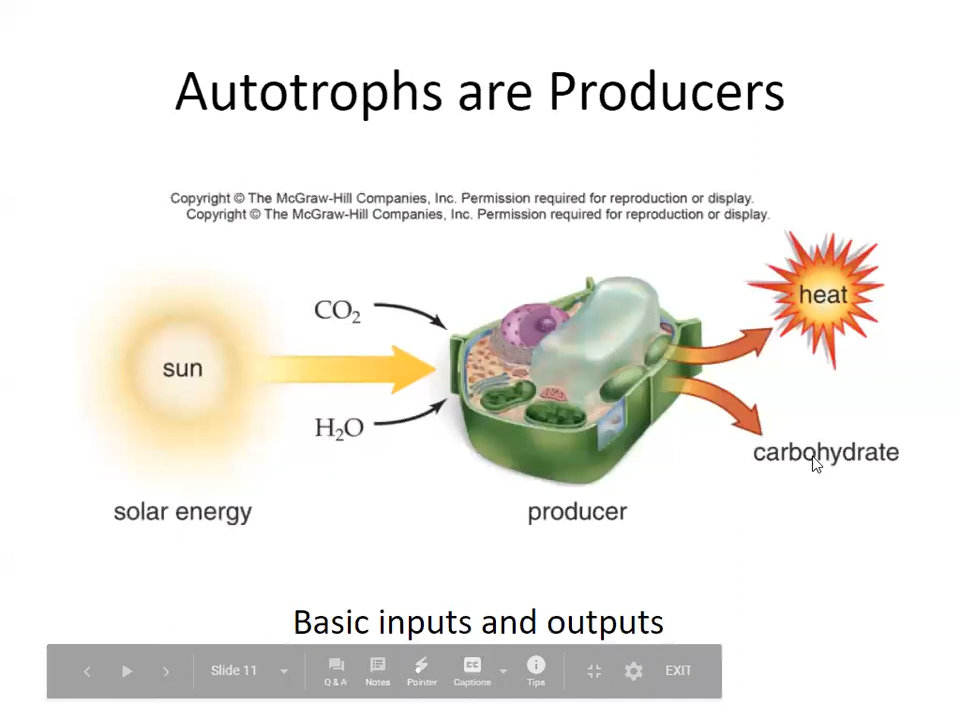 Autotrophs are Producers
Copyright © The McGraw-Hill Companies, Inc. Permission required for reproduction or display.
Copyright © The McGraw-Hill Companies, Inc. Permission required for reproduction or display.
heat
CO₂
sun
H₂O
carbohydrate
solar energy
producer
Basic inputs and outputs
Slide 11
Q & A
Notes
Pointer
CC
Captions
Tips
EXIT